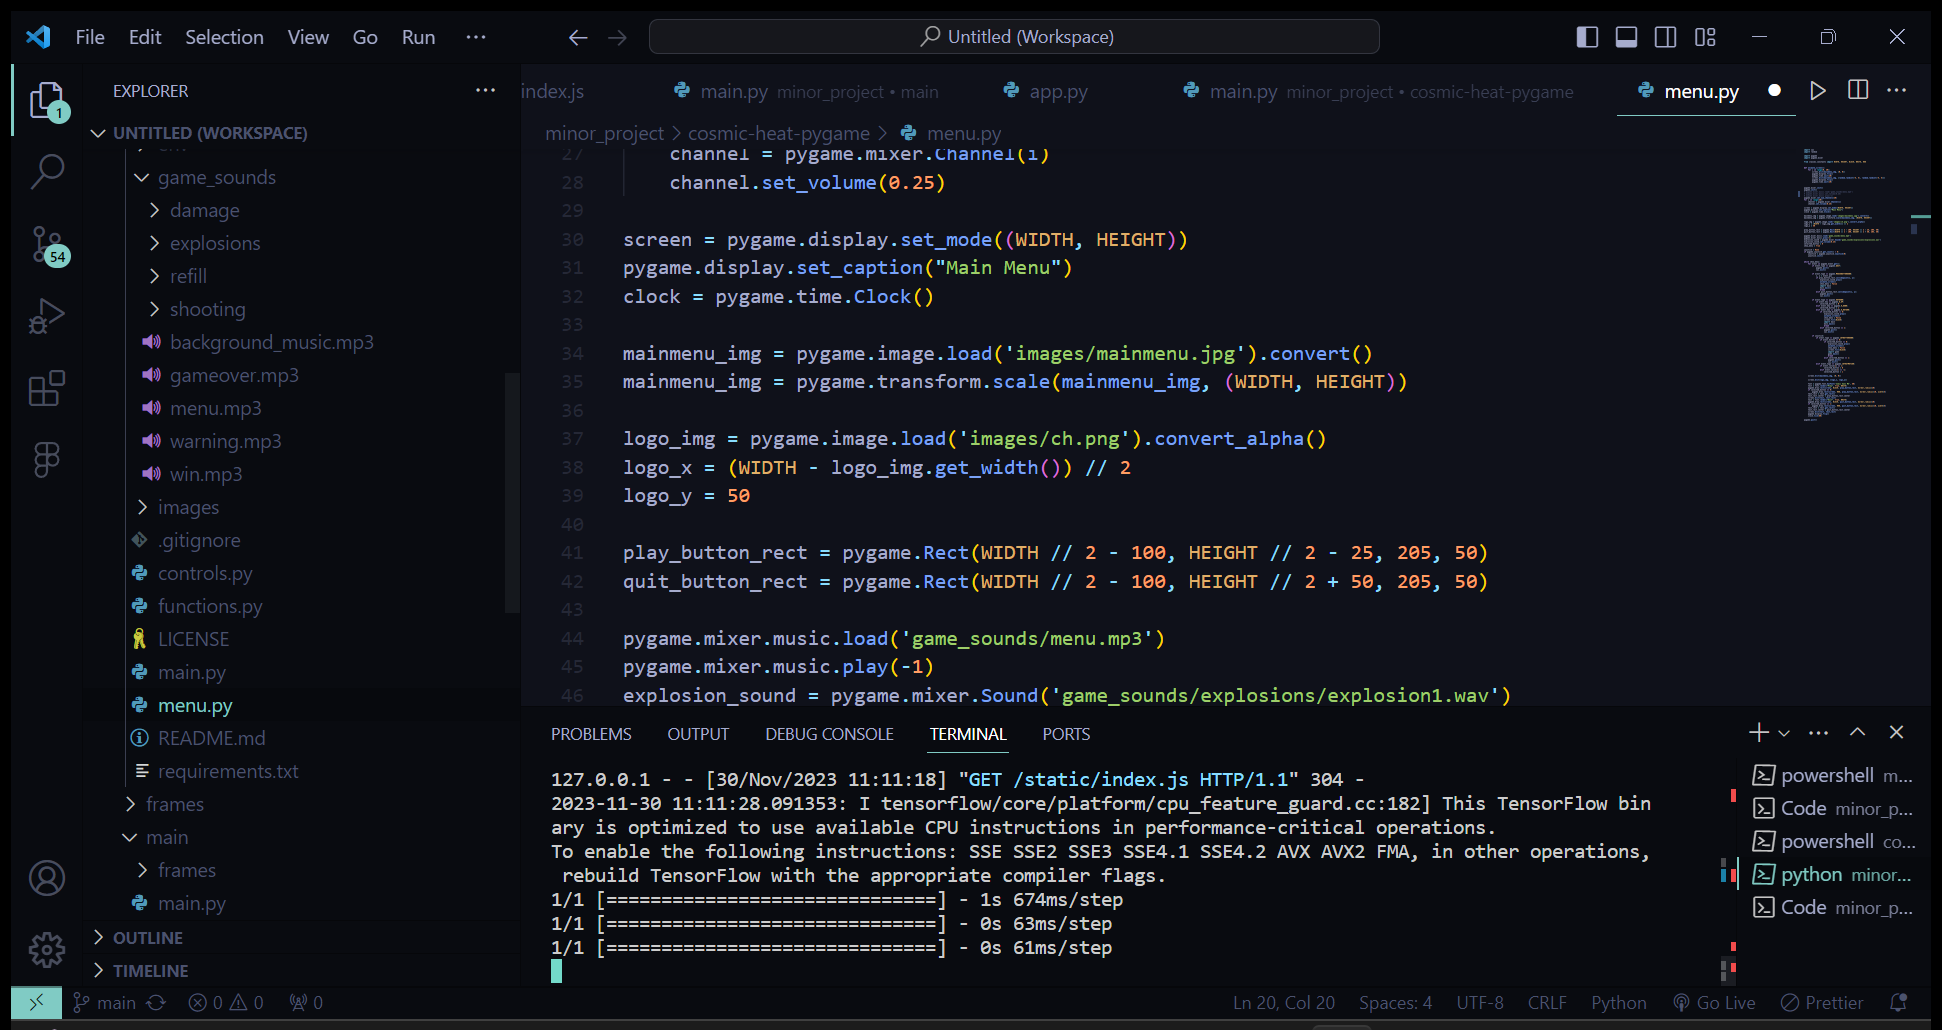 File Edit Selection View Go Run ··· Untitled (Workspace)
EXPLORER ···
index.js main.py minor_project • main app.py main.py minor_project • cosmic-heat-pygame menu.py
UNTITLED (WORKSPACE)
minor_project > cosmic-heat-pygame > menu.py
game_sounds
damage
explosions
refill
shooting
background_music.mp3
gameover.mp3
menu.mp3
warning.mp3
win.mp3
images
.gitignore
controls.py
functions.py
LICENSE
main.py
menu.py
README.md
requirements.txt
frames
main
frames
main.py
OUTLINE
TIMELINE
1
54
27 channel = pygame.mixer.Channel(i)
28 channel.set_volume(0.25)
29
30 screen = pygame.display.set_mode((WIDTH, HEIGHT))
31 pygame.display.set_caption("Main Menu")
32 clock = pygame.time.Clock()
33
34 mainmenu_img = pygame.image.load('images/mainmenu.jpg').convert()
35 mainmenu_img = pygame.transform.scale(mainmenu_img, (WIDTH, HEIGHT))
36
37 logo_img = pygame.image.load('images/ch.png').convert_alpha()
38 logo_x = (WIDTH - logo_img.get_width()) // 2
39 logo_y = 50
40
41 play_button_rect = pygame.Rect(WIDTH // 2 - 100, HEIGHT // 2 - 25, 205, 50)
42 quit_button_rect = pygame.Rect(WIDTH // 2 - 100, HEIGHT // 2 + 50, 205, 50)
43
44 pygame.mixer.music.load('game_sounds/menu.mp3')
45 pygame.mixer.music.play(-1)
46 explosion_sound = pygame.mixer.Sound('game_sounds/explosions/explosion1.wav')
PROBLEMS OUTPUT DEBUG CONSOLE TERMINAL PORTS
127.0.0.1 - - [30/Nov/2023 11:11:18] "GET /static/index.js HTTP/1.1" 304 -
2023-11-30 11:11:28.091353: I tensorflow/core/platform/cpu_feature_guard.cc:182] This TensorFlow bin
ary is optimized to use available CPU instructions in performance-critical operations.
To enable the following instructions: SSE SSE2 SSE3 SSE4.1 SSE4.2 AVX AVX2 FMA, in other operations,
rebuild TensorFlow with the appropriate compiler flags.
1/1 [==============================] - 1s 674ms/step
1/1 [==============================] - 0s 63ms/step
1/1 [==============================] - 0s 61ms/step
powershell m...
Code minor_p...
powershell co...
python minor...
Code minor_p...
main 0 0 0 Ln 20, Col 20 Spaces: 4 UTF-8 CRLF Python Go Live Prettier